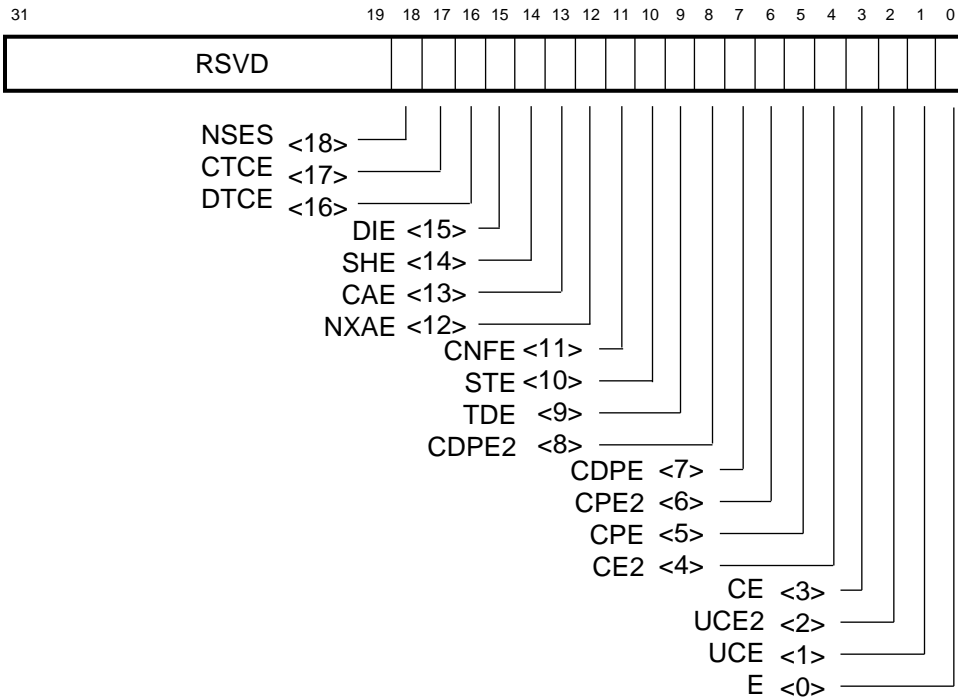 31 19 18 17 16 15 14 13 12 11 10 9 8 7 6 5 4 3 2 1 0
RSVD
NSES <18>
CTCE <17>
DTCE <16>
DIE <15>
SHE <14>
CAE <13>
NXAE <12>
CNFE <11>
STE <10>
TDE <9>
CDPE2 <8>
CDPE <7>
CPE2 <6>
CPE <5>
CE2 <4>
CE <3>
UCE2 <2>
UCE <1>
E <0>